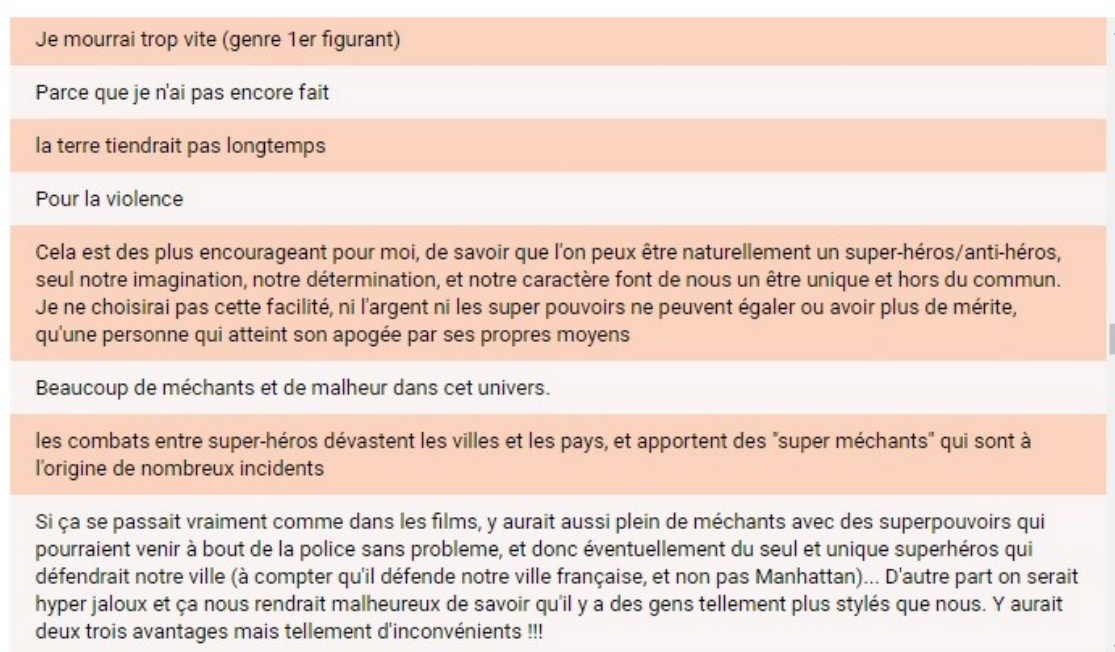 Je mourrai trop vite (genre 1er figurant)
Parce que je n'ai pas encore fait
la terre tiendrait pas longtemps
Pour la violence
Cela est des plus encourageant pour moi, de savoir que l'on peux être naturellement un super-héros/anti-héros,
seul notre imagination, notre détermination, et notre caractère font de nous un être unique et hors du commun.
Je ne choisirai pas cette facilité, ni l'argent ni les super pouvoirs ne peuvent égaler ou avoir plus de mérite,
qu'une personne qui atteint son apogée par ses propres moyens
Beaucoup de méchants et de malheur dans cet univers.
les combats entre super-héros dévastent les villes et les pays, et apportent des "super méchants" qui sont à
l'origine de nombreux incidents
Si ça se passait vraiment comme dans les films, y aurait aussi plein de méchants avec des superpouvoirs qui
pourraient venir à bout de la police sans probleme, et donc éventuellement du seul et unique superhéros qui
défendrait notre ville (à compter qu'il défende notre ville française, et non pas Manhattan)... D'autre part on serait
hyper jaloux et ça nous rendrait malheureux de savoir qu'il y a des gens tellement plus stylés que nous. Y aurait
deux trois avantages mais tellement d'inconvénients !!!